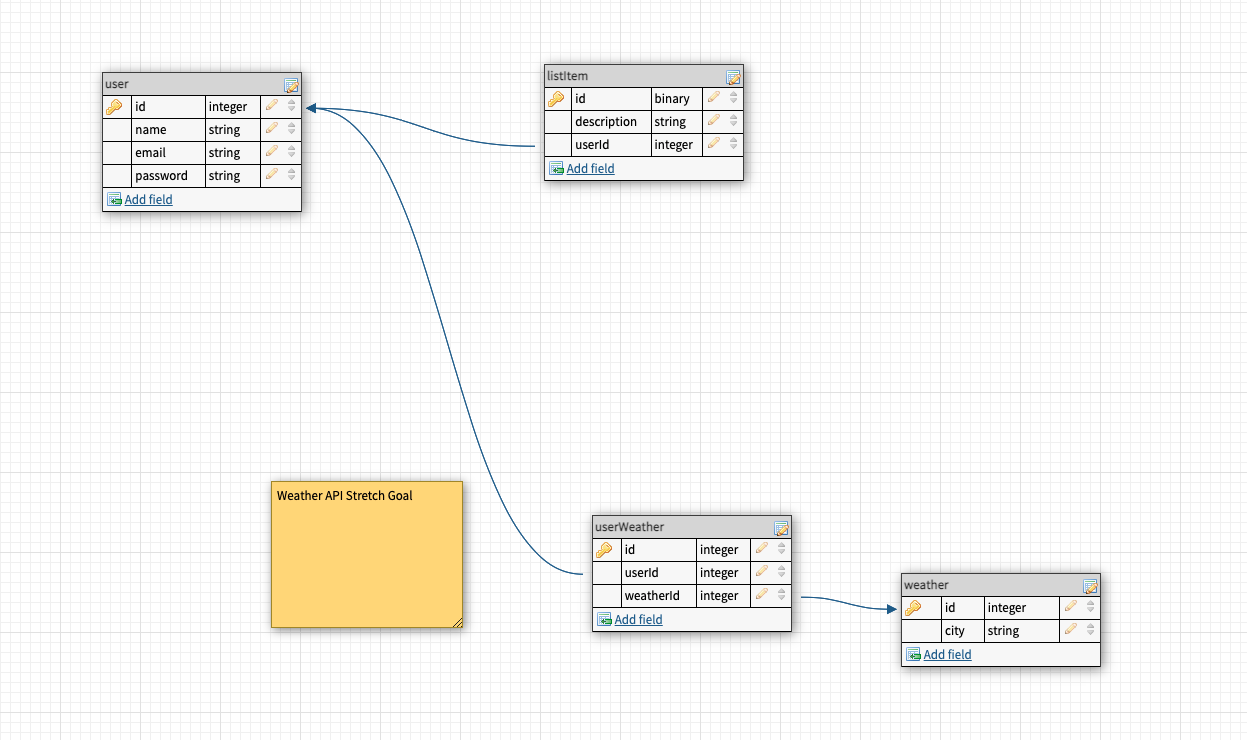 user
id integer
name string
email string
password string
Add field
listItem
id binary
description string
userId integer
Add field
Weather API Stretch Goal
userWeather
id integer
userId integer
weatherId integer
Add field
weather
id integer
city string
Add field